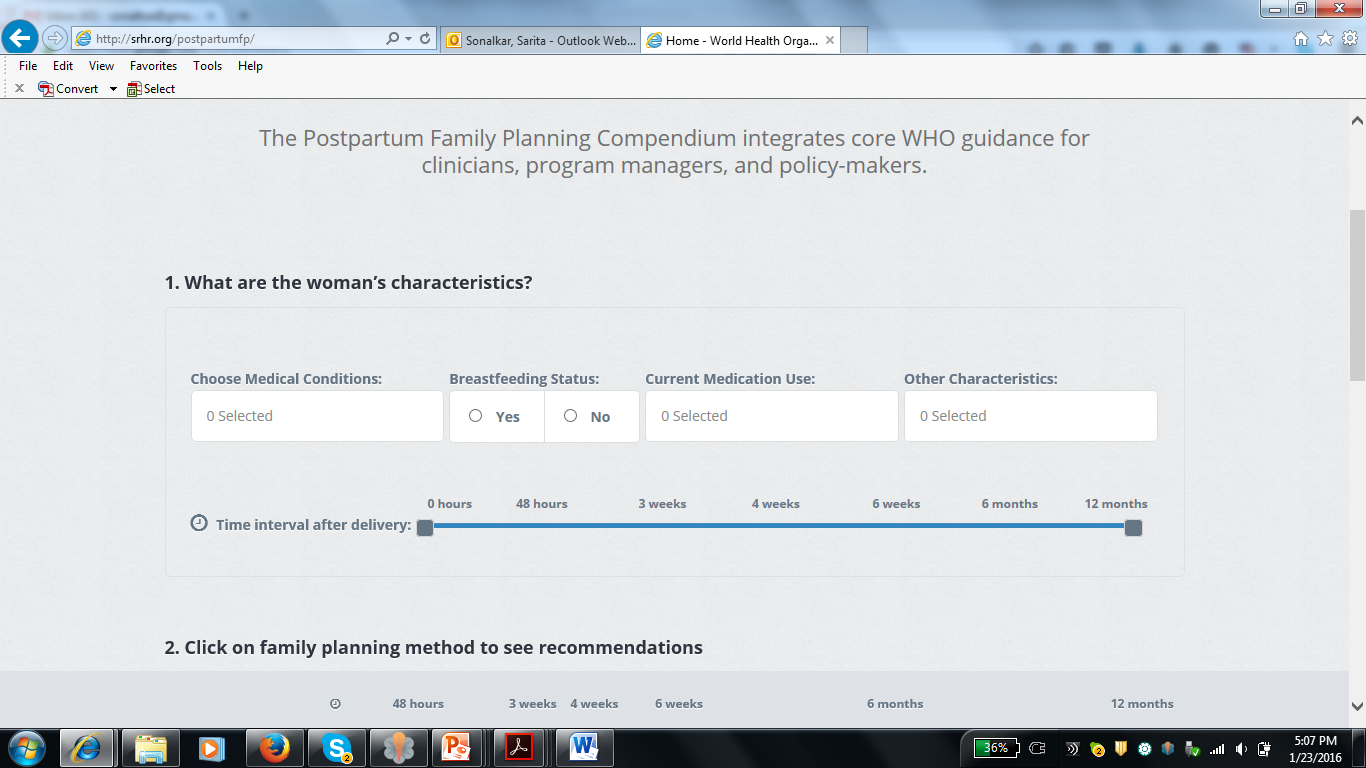 http://srhr.org/postpartumfp/
Sonalkar, Sarita - Outlook Web...
Home - World Health Orga...
File Edit View Favorites Tools Help
x Convert Select
The Postpartum Family Planning Compendium integrates core WHO guidance for
clinicians, program managers, and policy-makers.
1. What are the woman’s characteristics?
Choose Medical Conditions: Breastfeeding Status: Current Medication Use: Other Characteristics:
0 Selected Yes No 0 Selected 0 Selected
0 hours 48 hours 3 weeks 4 weeks 6 weeks 6 months 12 months
Time interval after delivery:
2. Click on family planning method to see recommendations
48 hours 3 weeks 4 weeks 6 weeks 6 months 12 months
36%
5:07 PM
1/23/2016